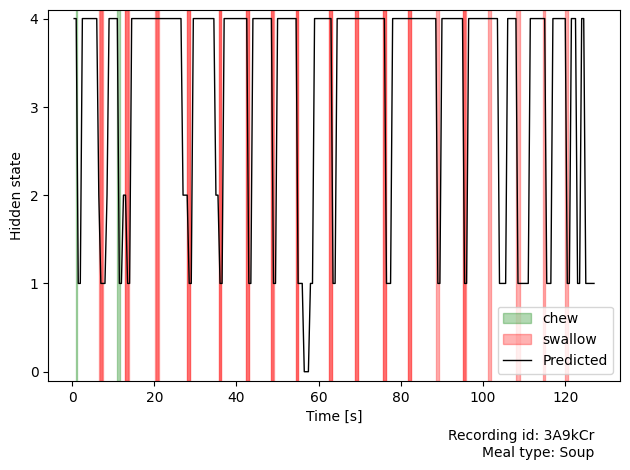 4
3
2
1
0
Hidden state
0
20
40
60
80
100
120
Time [s]
chew
swallow
Predicted
Recording id: 3A9kCr
Meal type: Soup